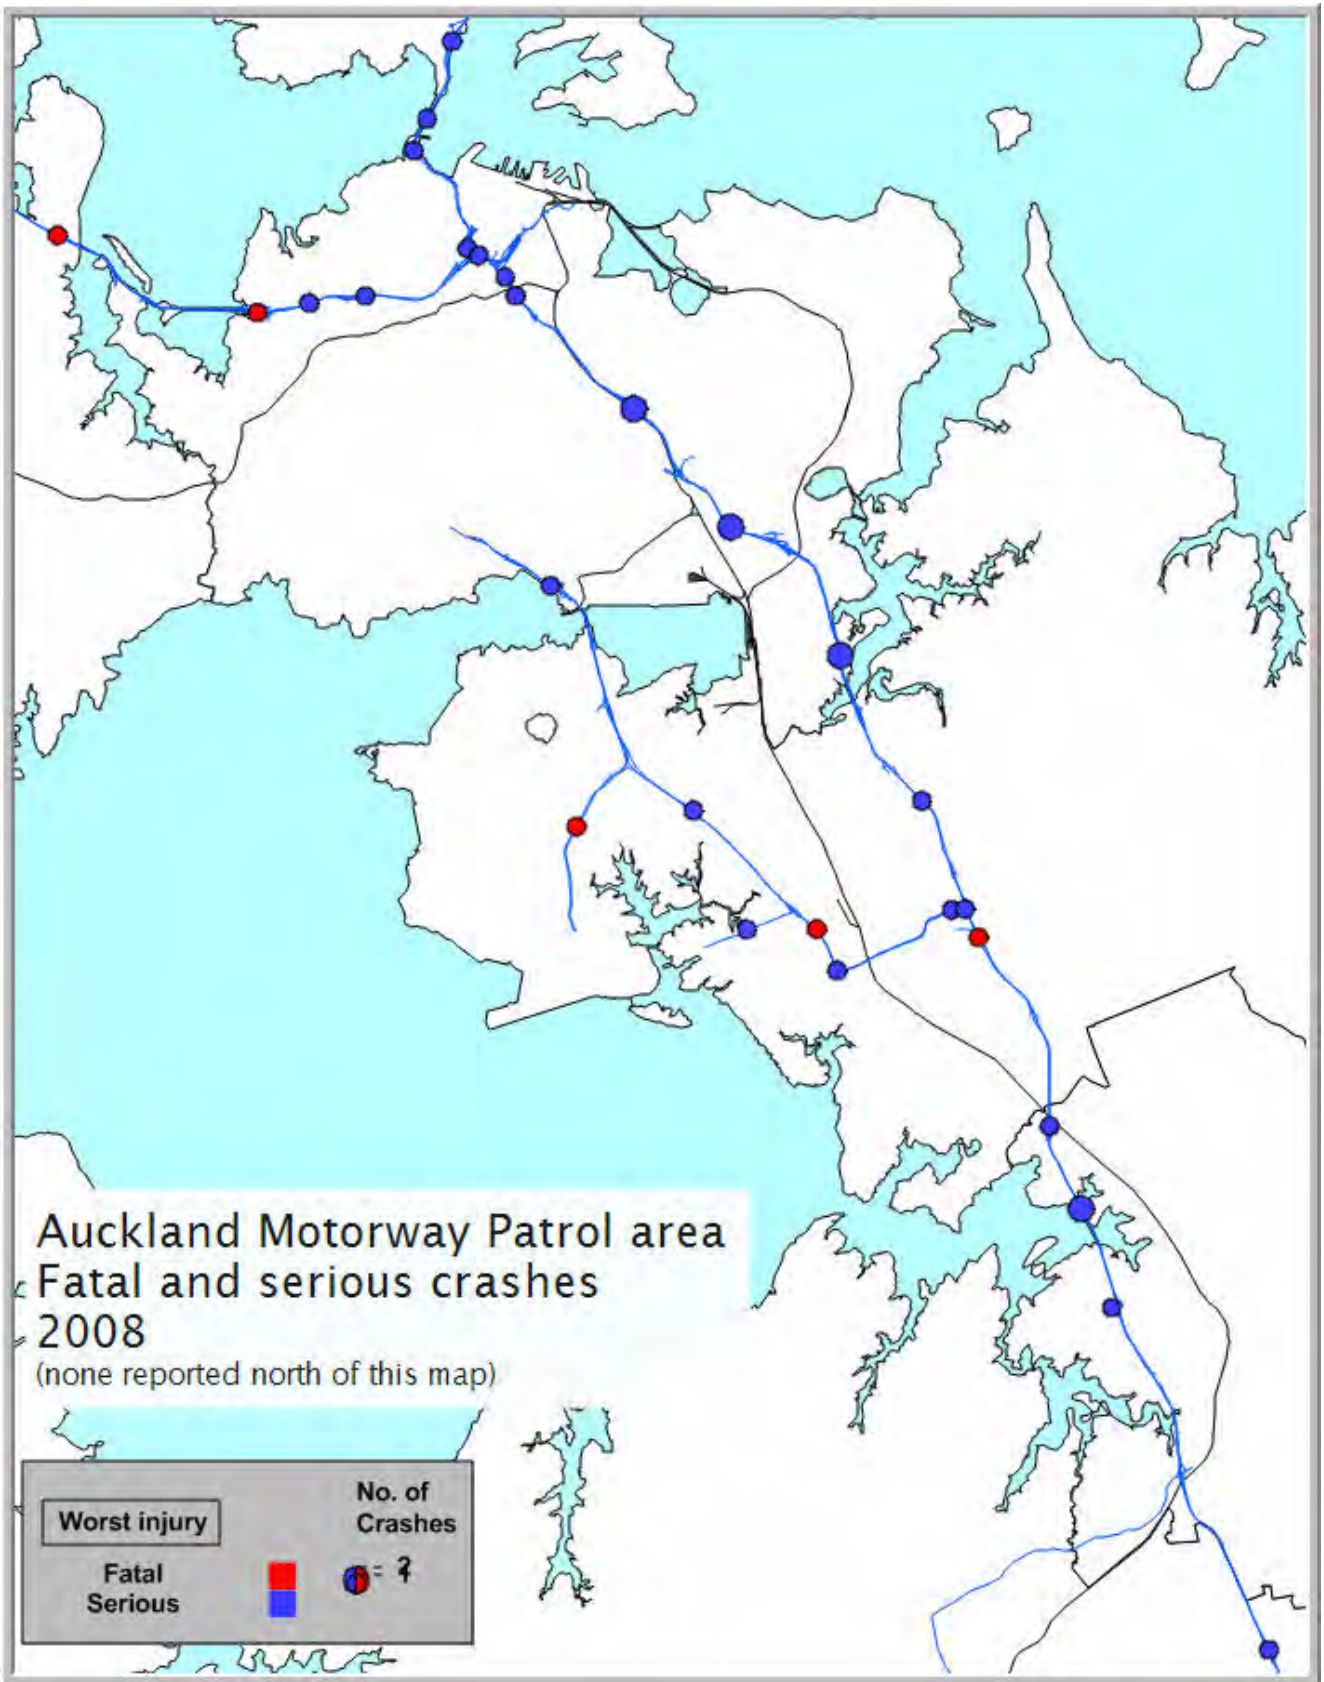 Auckland Motorway Patrol area
Fatal and serious crashes
2008
(none reported north of this map)
No. of
Crashes
Worst injury
Fatal
Serious